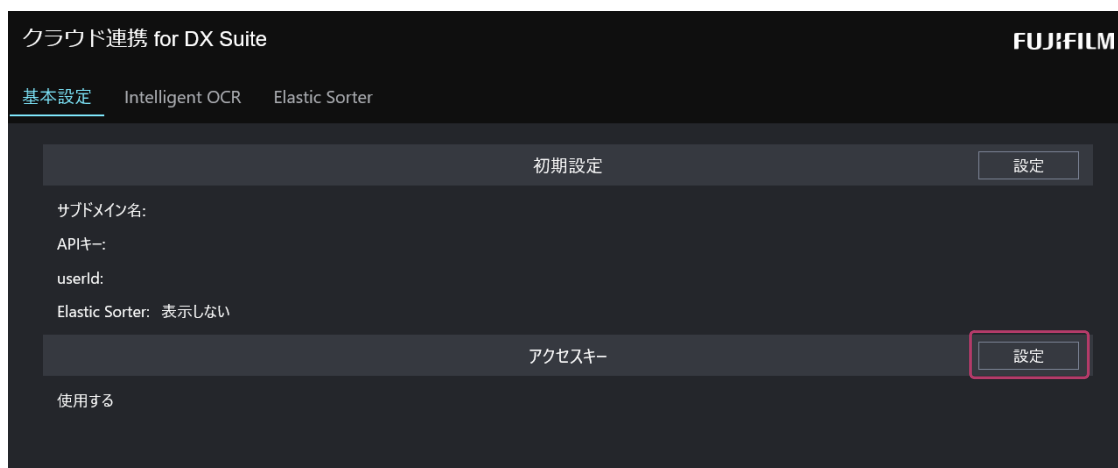 クラウド連携 for DX Suite
FUJIFILM
基本設定 Intelligent OCR Elastic Sorter
初期設定 設定
サブドメイン名:
APIキー:
userId:
Elastic Sorter: 表示しない
アクセスキー 設定
使用する